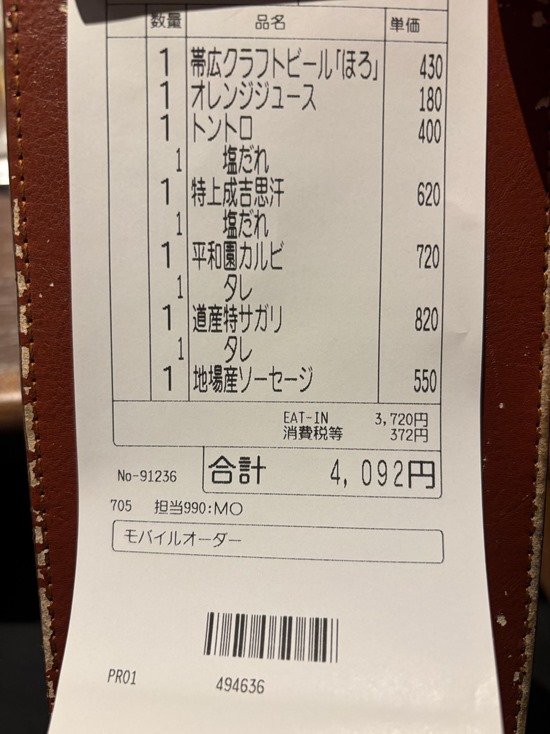 数量 品名 単価
1 帯広クラフトビール「ほろ」 430
1 オレンジジュース 180
1 トントロ 400
1 塩だれ
1 特上成吉思汗 620
1 塩だれ
1 平和園カルビ 720
1 タレ
1 道産特サガリ 820
1 タレ
1 地場産ソーセージ 550
EAT-IN 3,720円
消費税等 372円
No-91236 合計 4,092円
705 担当990:MO
モバイルオーダー
PR01 494636